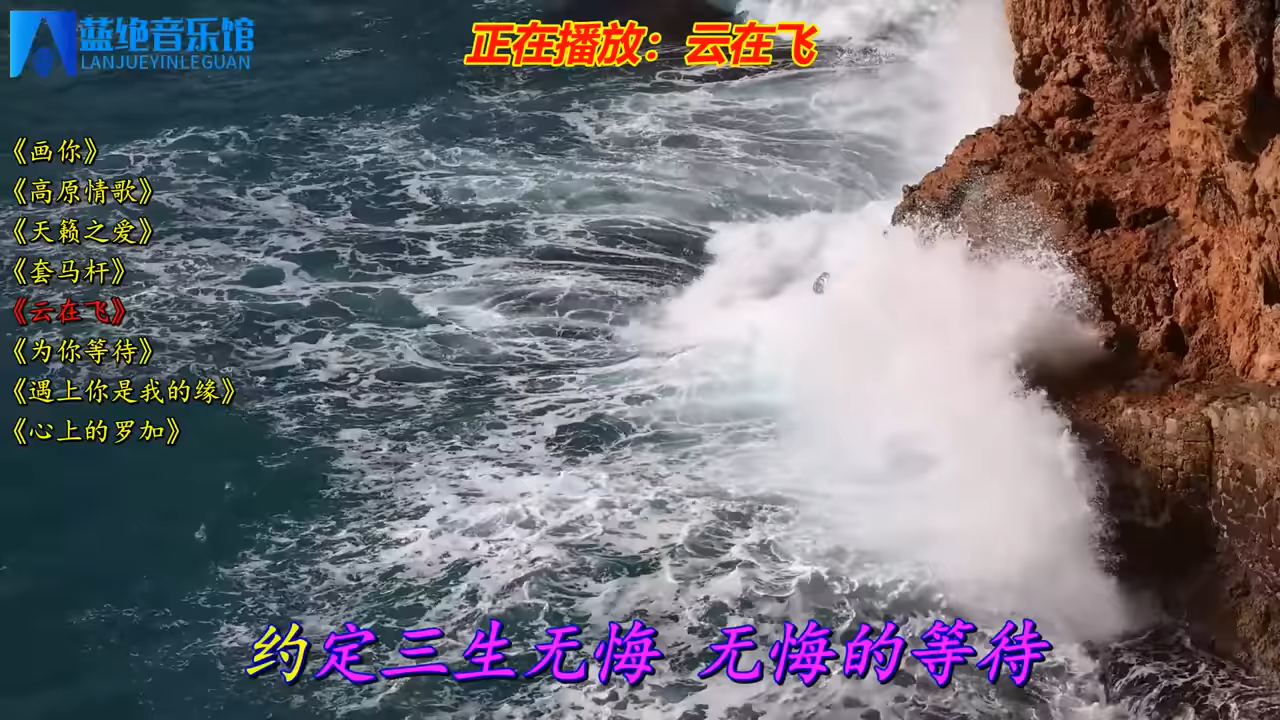 蓝绝音乐馆
LANJUEYINLEGUAN
正在播放：云在飞
《画你》
《高原情歌》
《天籁之爱》
《套马杆》
《云在飞》
《为你等待》
《遇上你是我的缘》
《心上的罗加》
约定三生无悔 无悔的等待